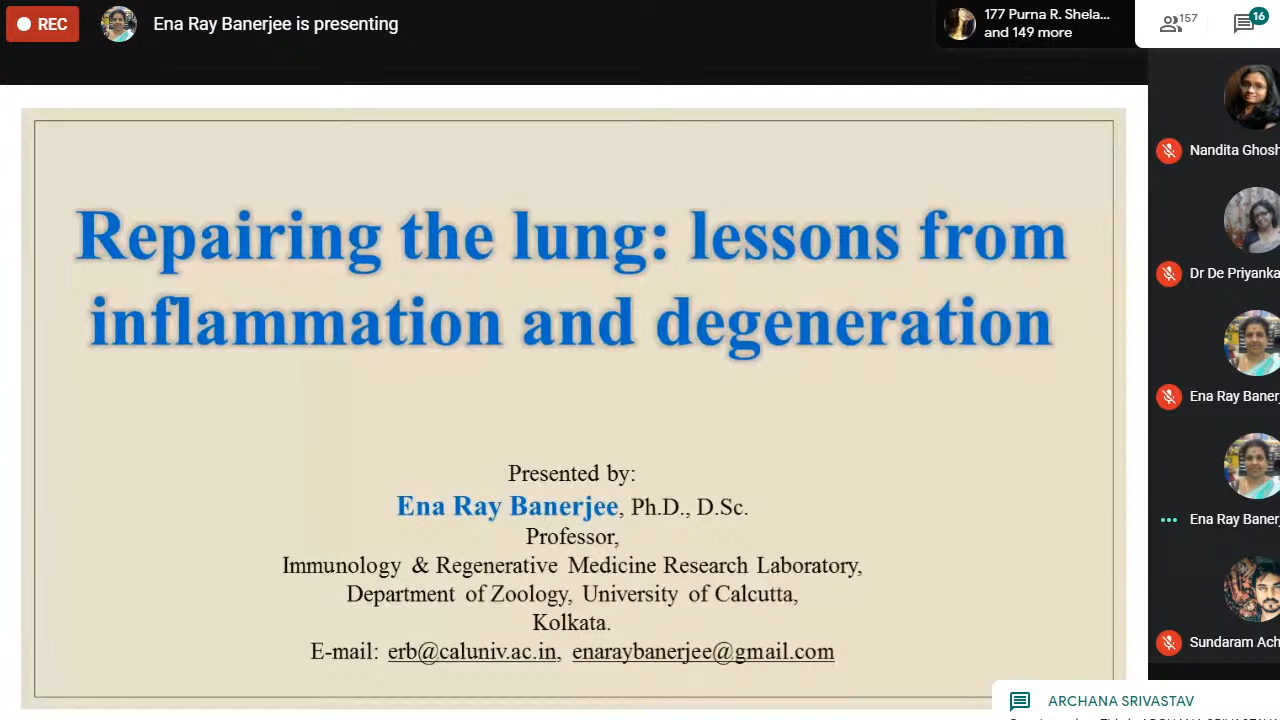 REC
Ena Ray Banerjee is presenting
177 Purna R. Shela...
and 149 more
157
16
Repairing the lung: lessons from
inflammation and degeneration
Presented by:
Ena Ray Banerjee, Ph.D., D.Sc.
Professor,
Immunology & Regenerative Medicine Research Laboratory,
Department of Zoology, University of Calcutta,
Kolkata.
E-mail: erb@caluniv.ac.in, enaraybanerjee@gmail.com
Nandita Ghosh
Dr De Priyanka
Ena Ray Baner
Ena Ray Baner
Sundaram Ach
ARCHANA SRIVASTAV